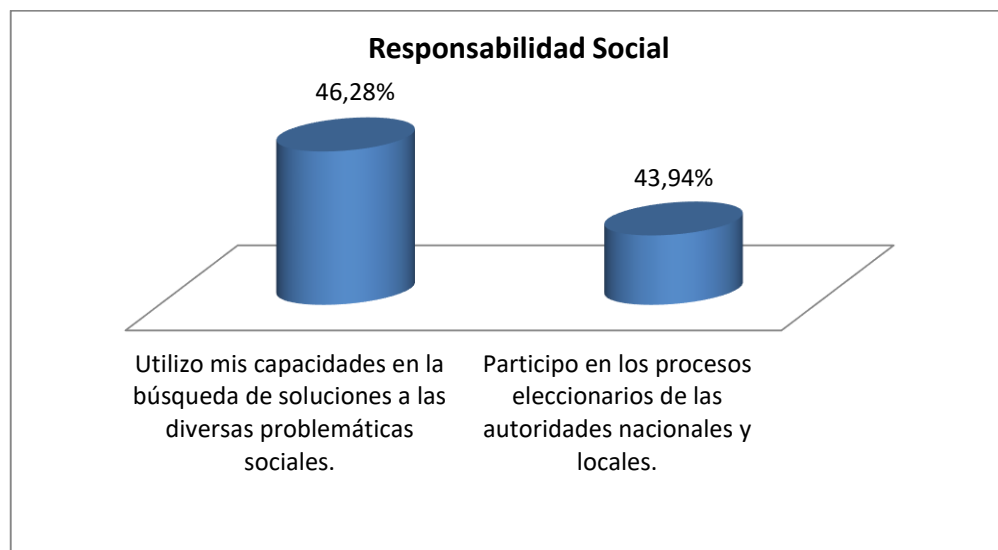 Responsabilidad Social
46,28%
43,94%
Utilizo mis capacidades en la
búsqueda de soluciones a las
diversas problemáticas
sociales.
Participo en los procesos
eleccionarios de las
autoridades nacionales y
locales.